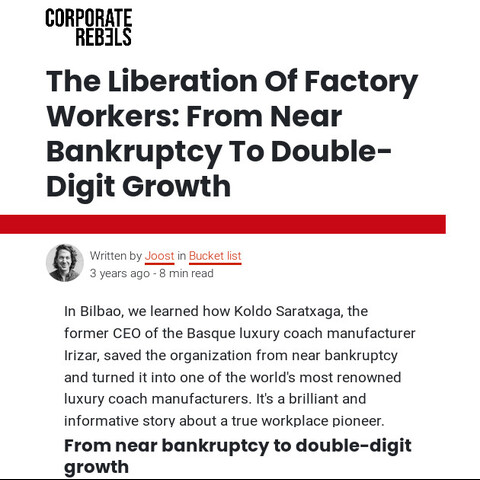 CORPORATE
REBELS
The Liberation Of Factory
Workers: From Near
Bankruptcy To Double-
Digit Growth
Written by Joost in Bucket list
3 years ago - 8 min read
In Bilbao, we learned how Koldo Saratxaga, the
former CEO of the Basque luxury coach manufacturer
Irizar, saved the organization from near bankruptcy
and turned it into one of the world's most renowned
luxury coach manufacturers. It's a brilliant and
informative story about a true workplace pioneer.
From near bankruptcy to double-digit
growth